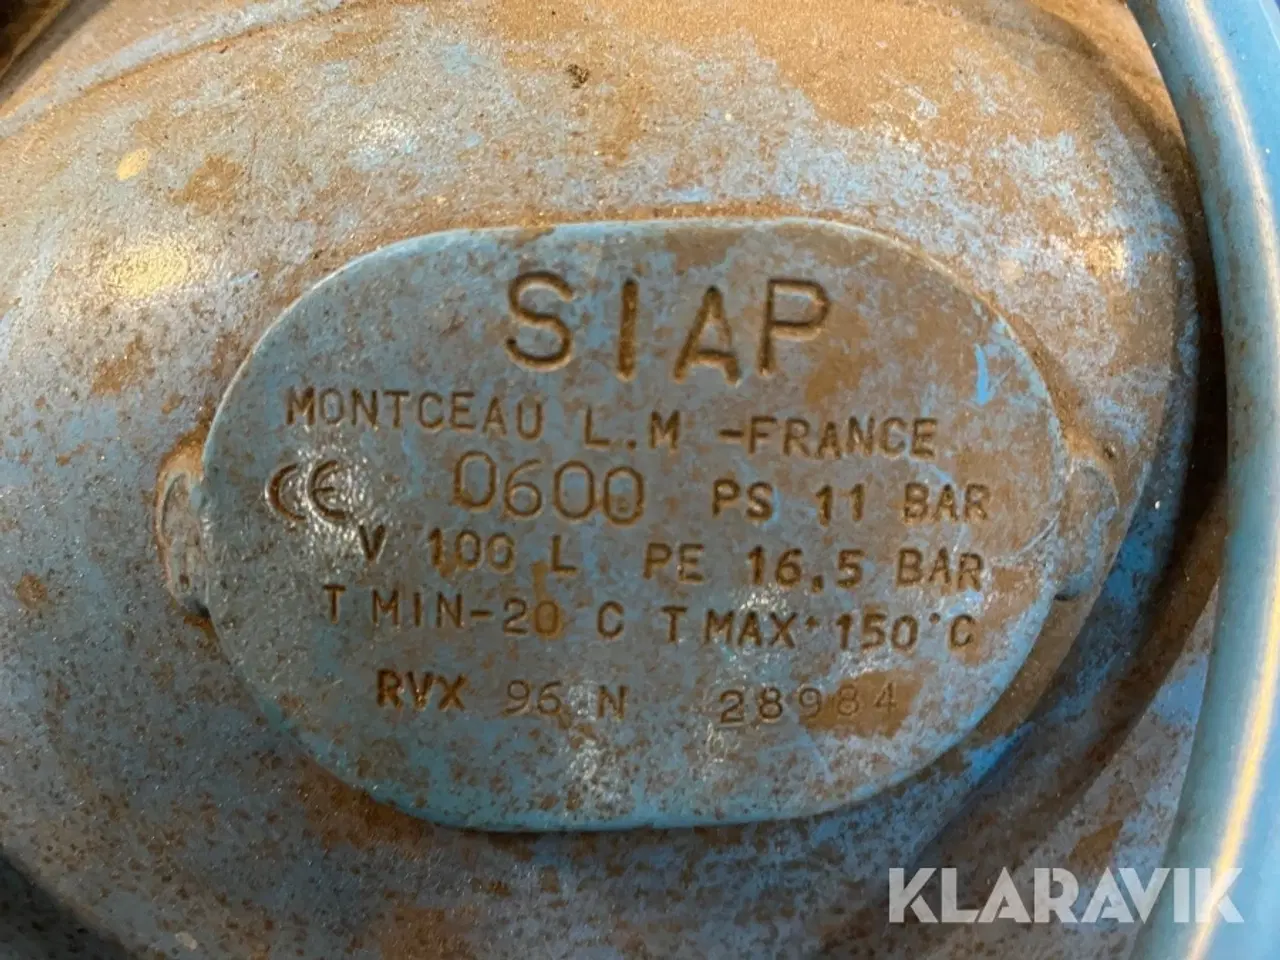 SIAP
MONTCEAU L.M -FRANCE
CE 0600 PS 11 BAR
V 100 L PE 16.5 BAR
T MIN-20 C T MAX+150°C
RVX 96 N 28984
KLARAVIK